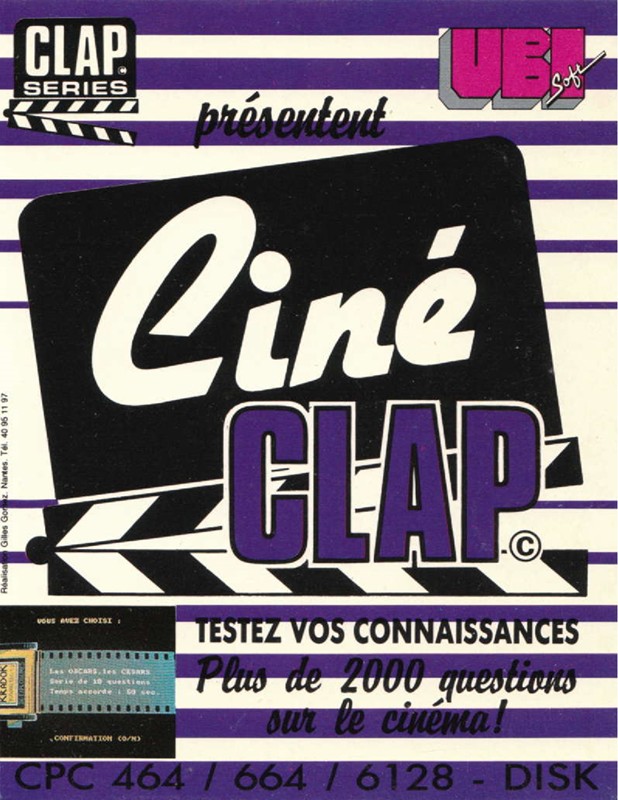 CLAP
SERIES
UBI
Soft
présentent
Ciné
CLAP
©
Réalisation Gilles Gomez. Nantes. Tél. 40 95 11 97
VOUS AVEZ CHOISI :
Les OSCARS, les CESARS
Serie de 10 questions
Temps accorde : 60 sec.
CONFIRMATION (O/N)
TESTEZ VOS CONNAISSANCES
Plus de 2000 questions
sur le cinéma!
CPC 464 / 664 / 6128 - DISK